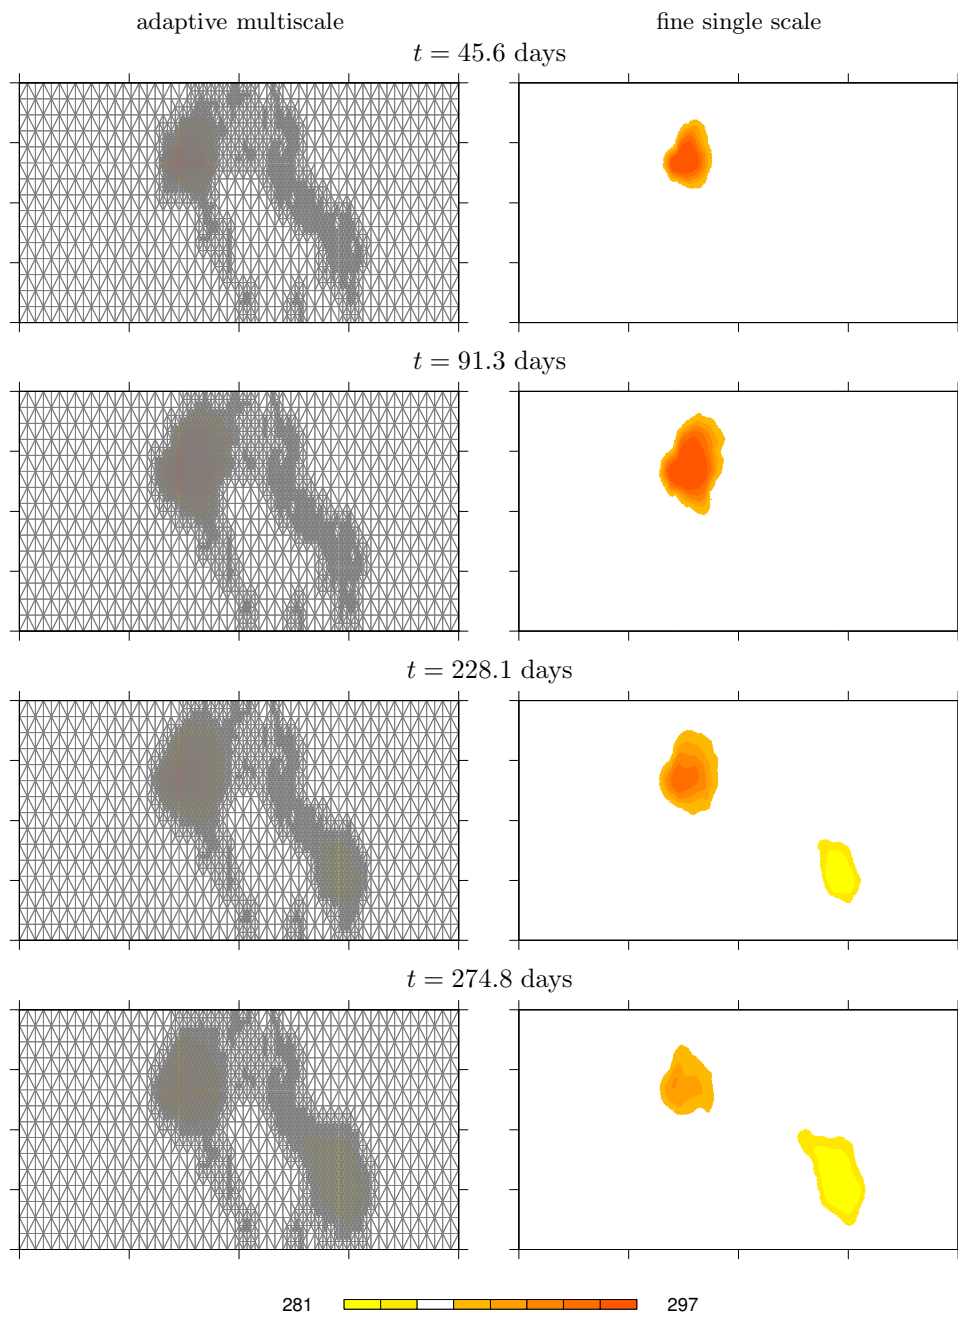 adaptive multiscale
fine single scale
t = 45.6 days
t = 91.3 days
t = 228.1 days
t = 274.8 days
281
297